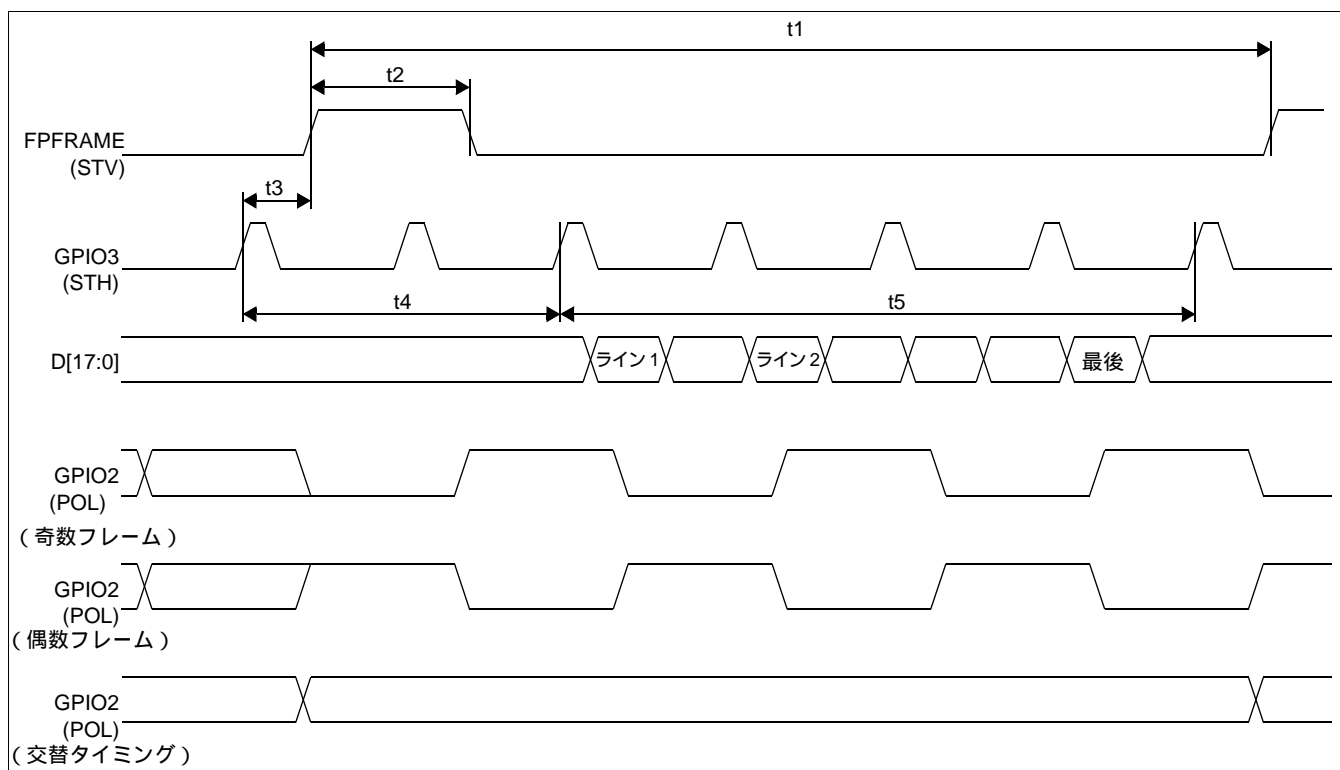 t1
t2
FPFRAME
(STV)
t3
GPIO3
(STH)
t4
t5
D[17:0]
ライン 1
ライン 2
最後
GPIO2
(POL)
( 奇数フレーム )
GPIO2
(POL)
( 偶数フレーム )
GPIO2
(POL)
( 交替タイミング )